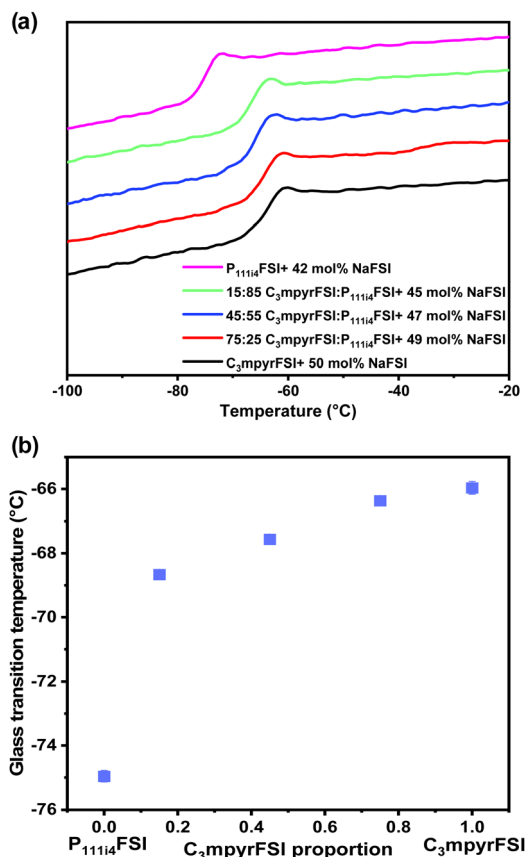 (a)
P₁₁₁ᵢ₄FSI+ 42 mol% NaFSI
15:85 C₃mpyrFSI:P₁₁₁ᵢ₄FSI+ 45 mol% NaFSI
45:55 C₃mpyrFSI:P₁₁₁ᵢ₄FSI+ 47 mol% NaFSI
75:25 C₃mpyrFSI:P₁₁₁ᵢ₄FSI+ 49 mol% NaFSI
C₃mpyrFSI+ 50 mol% NaFSI
-100 -80 -60 -40 -20
Temperature (°C)
(b)
Glass transition temperature (°C)
-66
-68
-70
-72
-74
-76
0.0 0.2 0.4 0.6 0.8 1.0
P₁₁₁ᵢ₄FSI C₃mpyrFSI proportion C₃mpyrFSI